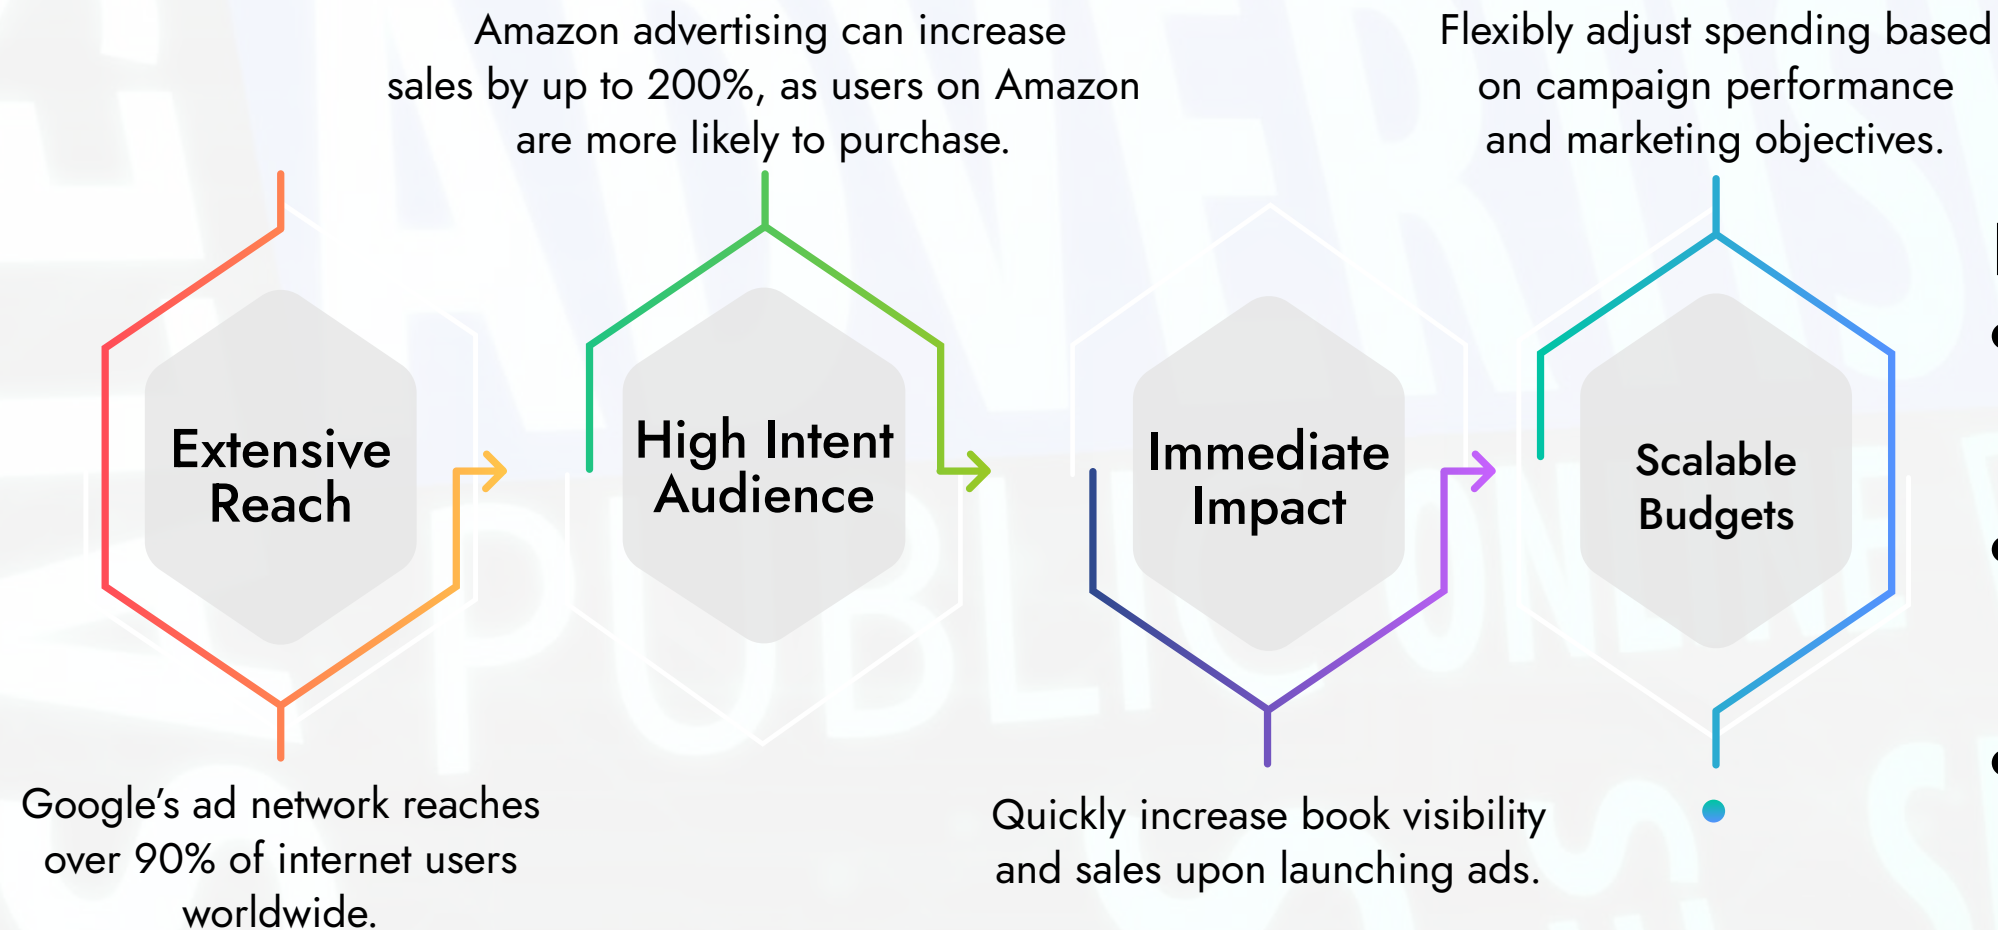 Amazon advertising can increase
sales by up to 200%, as users on Amazon
are more likely to purchase.
Flexibly adjust spending based
on campaign performance
and marketing objectives.
Extensive
Reach
High Intent
Audience
Immediate
Impact
Scalable
Budgets
Google’s ad network reaches
over 90% of internet users
worldwide.
Quickly increase book visibility
and sales upon launching ads.